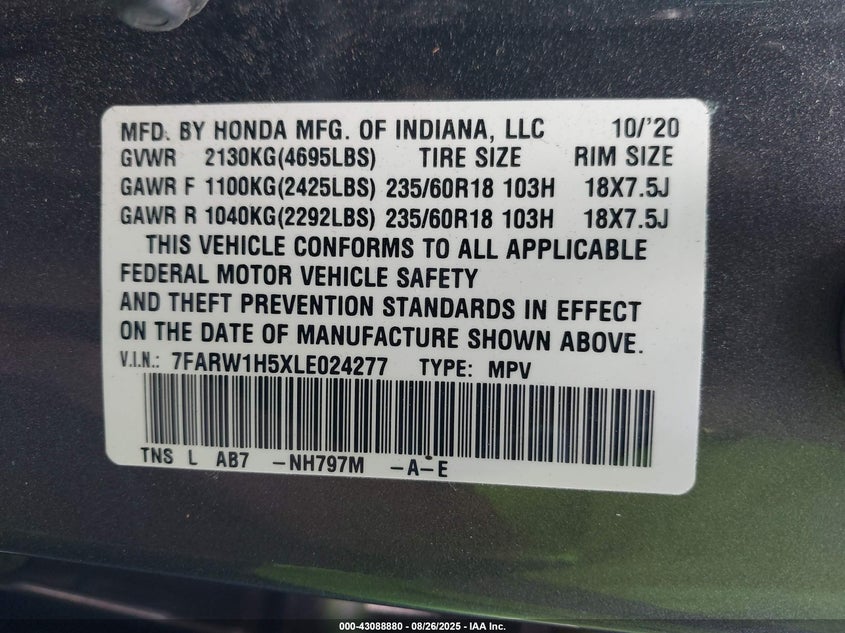 MFD. BY HONDA MFG. OF INDIANA, LLC 10/'20
GVWR 2130KG(4695LBS) TIRE SIZE RIM SIZE
GAWR F 1100KG(2425LBS) 235/60R18 103H 18X7.5J
GAWR R 1040KG(2292LBS) 235/60R18 103H 18X7.5J
THIS VEHICLE CONFORMS TO ALL APPLICABLE
FEDERAL MOTOR VEHICLE SAFETY
AND THEFT PREVENTION STANDARDS IN EFFECT
ON THE DATE OF MANUFACTURE SHOWN ABOVE.
V.I.N.: 7FARW1H5XLE024277 TYPE: MPV
TNS L AB7 -NH797M -A-E
000-43088880 - 08/26/2025 - IAA Inc.